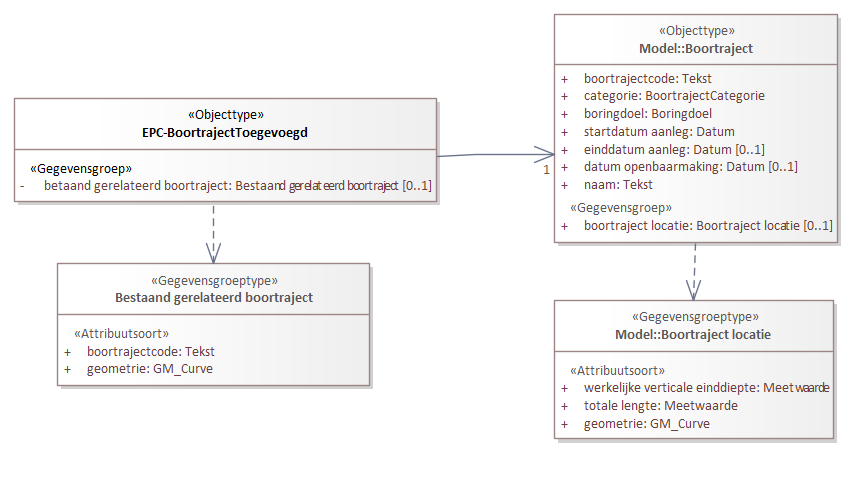 «Objecttype»
EPC-BoortrajectToegevoegd
«Gegevensgroep»
- betaand gerelateerd boortraject: Bestaand gerelateerd boortraject [0..1]
1
«Objecttype»
Model::Boortraject
+ boortrajectcode: Tekst
+ categorie: BoortrajectCategorie
+ boringdoel: Boringdoel
+ startdatum aanleg: Datum
+ einddatum aanleg: Datum [0..1]
+ datum openbaarmaking: Datum [0..1]
+ naam: Tekst
«Gegevensgroep»
+ boortraject locatie: Boortraject locatie [0..1]
«Gegevensgroeptype»
Bestaand gerelateerd boortraject
«Attribuutsoort»
+ boortrajectcode: Tekst
+ geometrie: GM_Curve
«Gegevensgroeptype»
Model::Boortraject locatie
«Attribuutsoort»
+ werkelijke verticale einddiepte: Meetwaarde
+ totale lengte: Meetwaarde
+ geometrie: GM_Curve